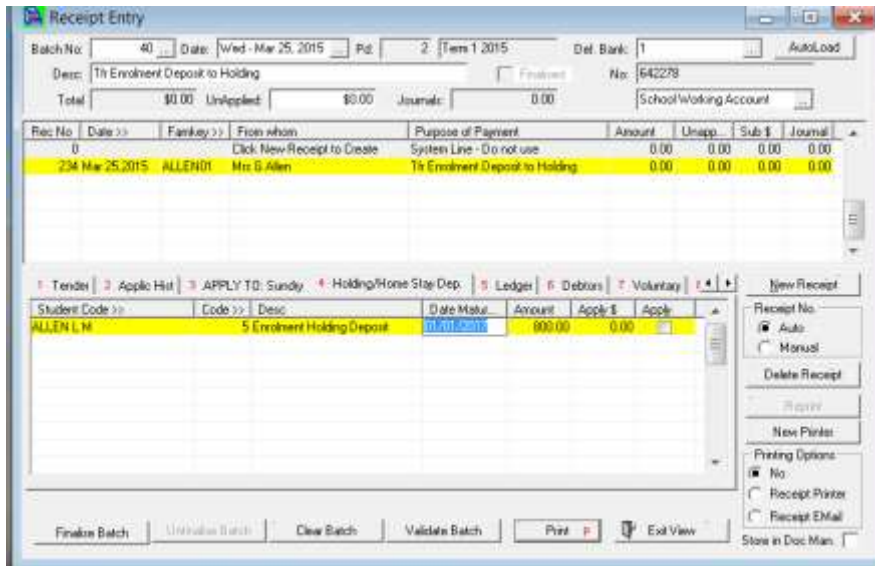 Receipt Entry
Batch No: 40 ... Date: Wed - Mar 25, 2015 ... Pd: 2 Term 1 2015 Def. Bank: 1 ... AutoLoad
Desc: Tfr Enrolment Deposit to Holding Finalised No: 642279
Total $0.00 UnApplied: $0.00 Journals: 0.00 School Working Account ...
Rec No Date >> Famkey >> From whom Purpose of Payment Amount Unapp... Sub $ Journal
0 Click New Receipt to Create System Line - Do not use 0.00 0.00 0.00 0.00
234 Mar 25,2015 ALLEN01 Mrs G Allen Tfr Enrolment Deposit to Holding 0.00 0.00 0.00 0.00
1 Tender 2 Applic Hist 3 APPLY TO: Sundry 4 Holding/Home Stay Dep. 5 Ledger 6 Debtors 7 Voluntary
New Receipt
Student Code >> Code >> Desc Date Matur... Amount Apply $ Apply
ALLEN L M 5 Enrolment Holding Deposit 01/01/2017 800.00 0.00
Receipt No.
Auto
Manual
Delete Receipt
Reprint
New Printer
Printing Options
No
Receipt Printer
Receipt EMail
Store in Doc Man.
Finalise Batch Unfinalise Batch Clear Batch Validate Batch Print P Exit View